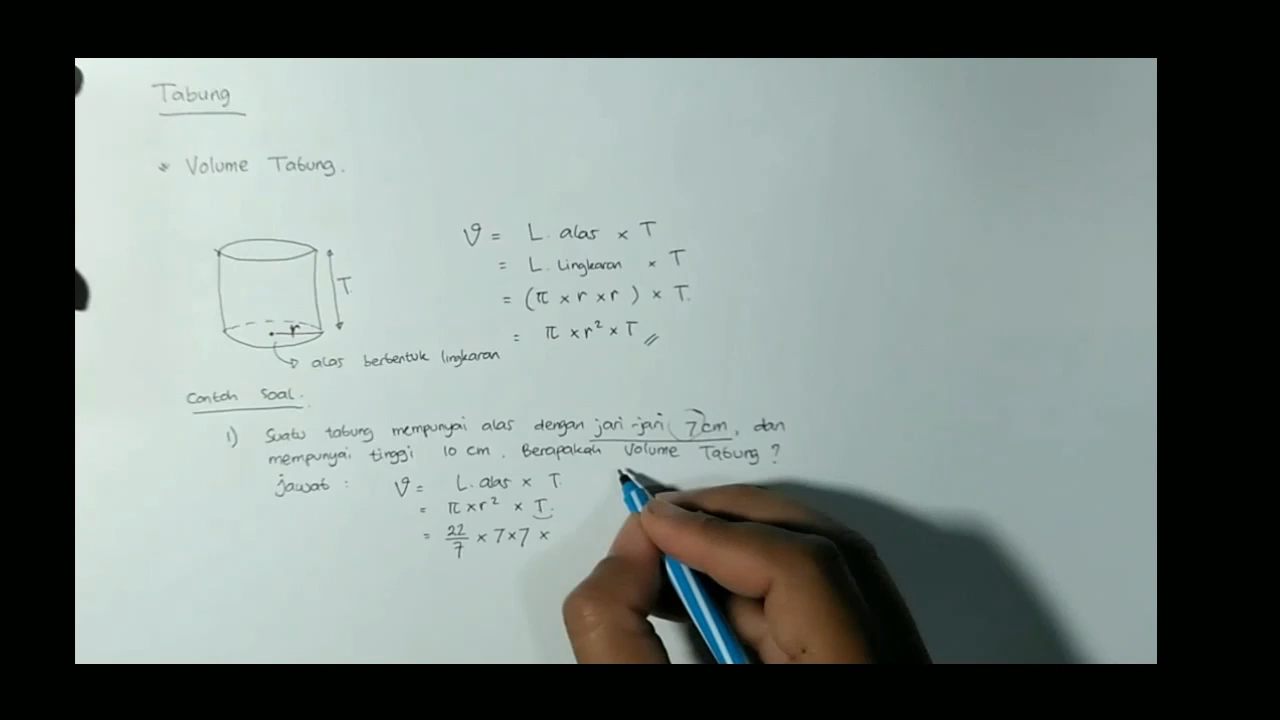 Tabung
* Volume Tabung.
T
r
alas berbentuk lingkaran
V = L. alas × T
= L. Lingkaran × T
= (π × r × r) × T.
= π × r² × T //
Contoh Soal.
1) Suatu tabung mempunyai alas dengan jari-jari 7 cm, dan
mempunyai tinggi 10 cm. Berapakah Volume Tabung ?
jawab : V = L. alas × T.
= π × r² × T.
= 22/7 × 7 × 7 ×